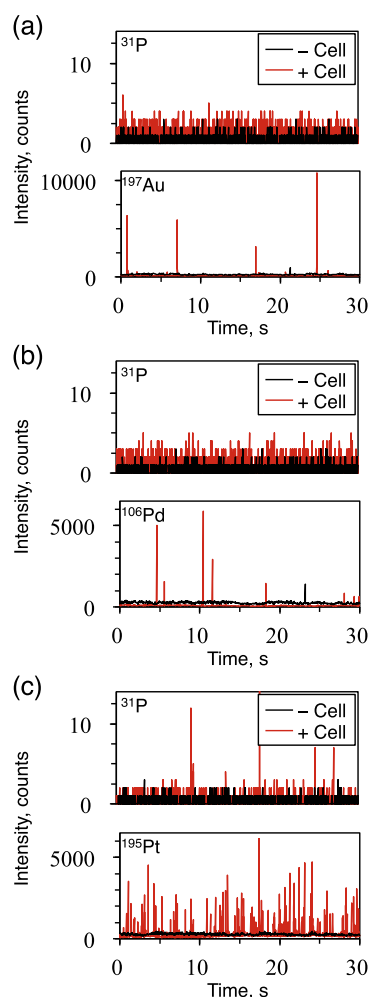 (a)
31P
– Cell
+ Cell
10
0
Intensity, counts
10000
197Au
0
0 10 20 30
Time, s
(b)
31P
– Cell
+ Cell
10
0
Intensity, counts
5000
106Pd
0
0 10 20 30
Time, s
(c)
31P
– Cell
+ Cell
10
0
Intensity, counts
5000
195Pt
0
0 10 20 30
Time, s